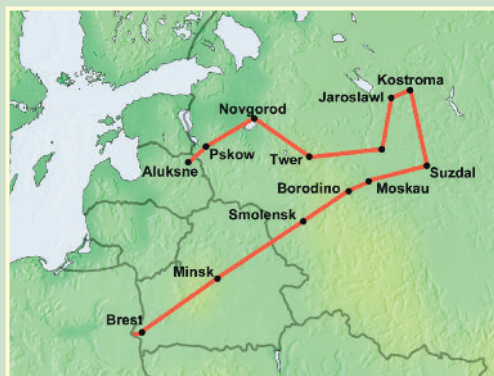 Kostroma
Jaroslawl
Novgorod
Pskow
Twer
Aluksne
Suzdal
Borodino
Moskau
Smolensk
Minsk
Brest